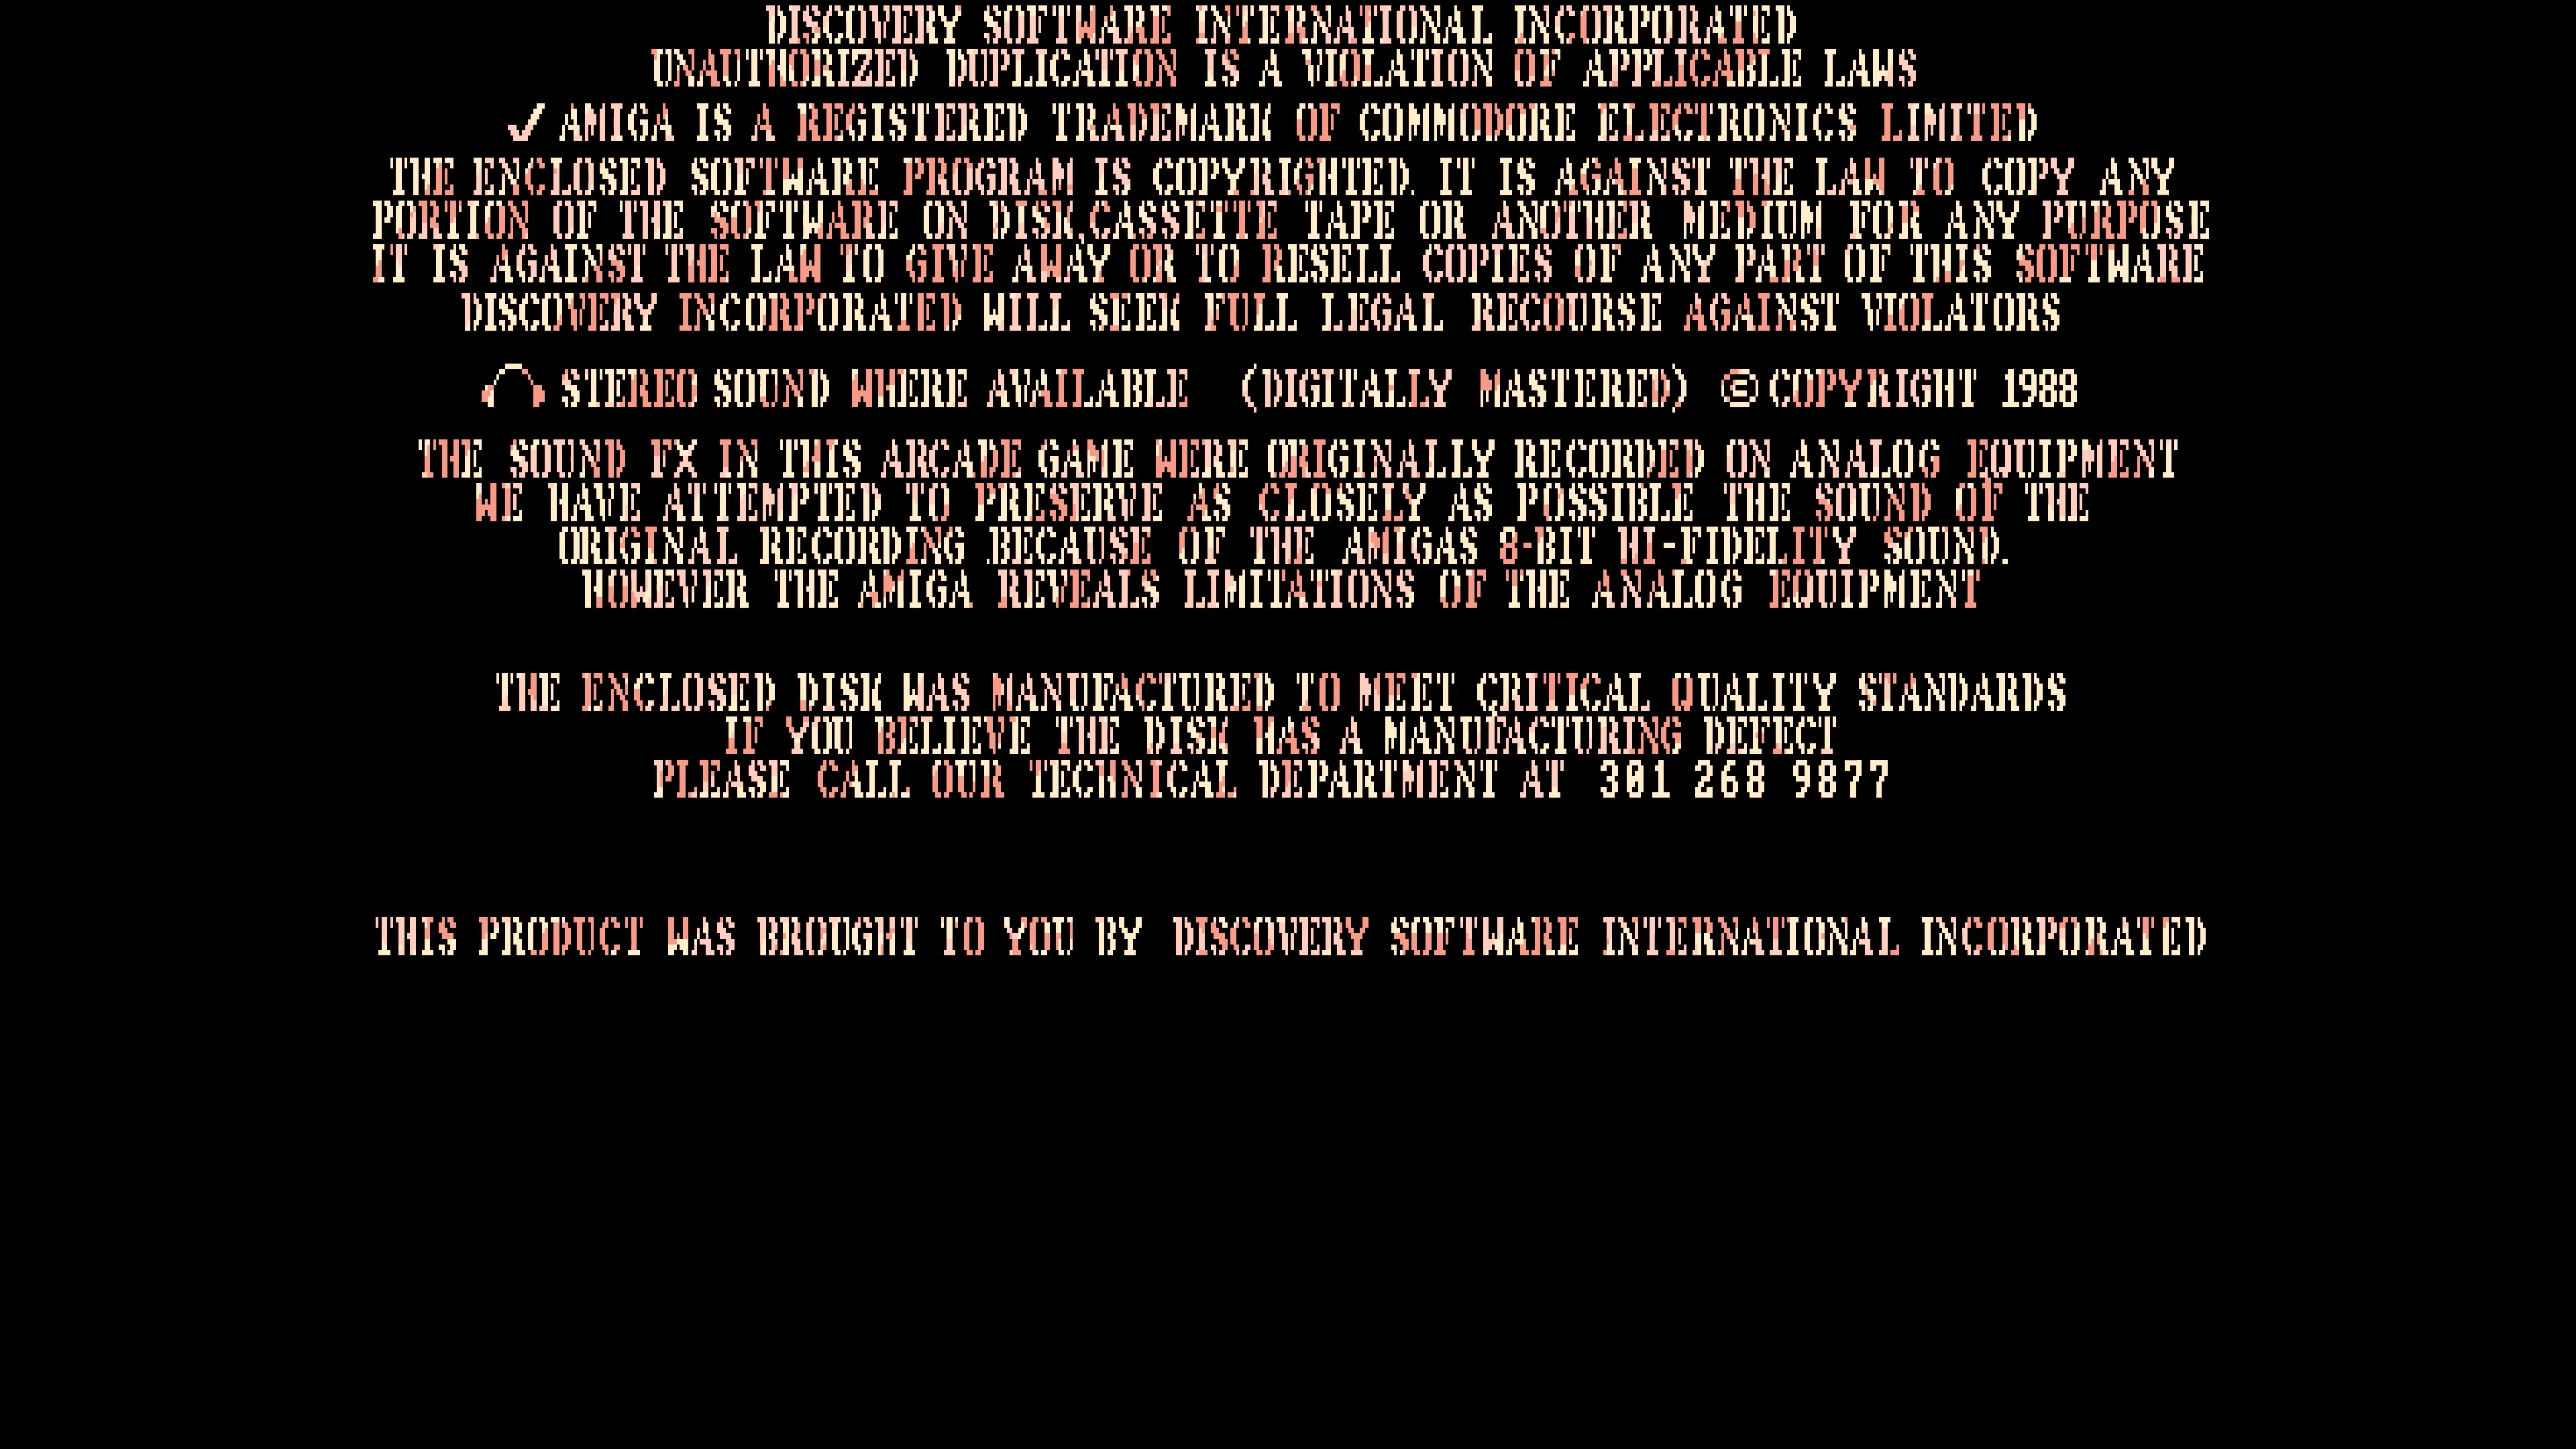 DISCOVERY SOFTWARE INTERNATIONAL INCORPORATED
UNAUTHORIZED DUPLICATION IS A VIOLATION OF APPLICABLE LAWS
✓ AMIGA IS A REGISTERED TRADEMARK OF COMMODORE ELECTRONICS LIMITED
THE ENCLOSED SOFTWARE PROGRAM IS COPYRIGHTED. IT IS AGAINST THE LAW TO COPY ANY
PORTION OF THE SOFTWARE ON DISK,CASSETTE TAPE OR ANOTHER MEDIUM FOR ANY PURPOSE
IT IS AGAINST THE LAW TO GIVE AWAY OR TO RESELL COPIES OF ANY PART OF THIS SOFTWARE
DISCOVERY INCORPORATED WILL SEEK FULL LEGAL RECOURSE AGAINST VIOLATORS
STEREO SOUND WHERE AVAILABLE (DIGITALLY MASTERED) © COPYRIGHT 1988
THE SOUND FX IN THIS ARCADE GAME WERE ORIGINALLY RECORDED ON ANALOG EQUIPMENT
WE HAVE ATTEMPTED TO PRESERVE AS CLOSELY AS POSSIBLE THE SOUND OF THE
ORIGINAL RECORDING .BECAUSE OF THE AMIGAS 8-BIT HI-FIDELITY SOUND.
HOWEVER THE AMIGA REVEALS LIMITATIONS OF THE ANALOG EQUIPMENT
THE ENCLOSED DISK WAS MANUFACTURED TO MEET CRITICAL QUALITY STANDARDS
IF YOU BELIEVE THE DISK HAS A MANUFACTURING DEFECT
PLEASE CALL OUR TECHNICAL DEPARTMENT AT 301 268 9877
THIS PRODUCT WAS BROUGHT TO YOU BY DISCOVERY SOFTWARE INTERNATIONAL INCORPORATED